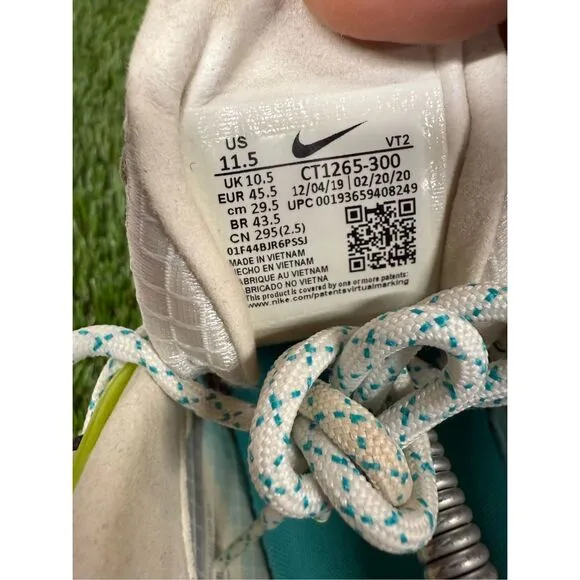 US
11.5
UK 10.5
EUR 45.5
cm 29.5
BR 43.5
CN 295(2.5)
01F44BJR6PSSJ
MADE IN VIETNAM
HECHO EN VIETNAM
FABRIQUE AU VIETNAM
FABRICADO NO VIETNA
This product is covered by one or more patents:
www.nike.com/patentsvirtualmarking
VT2
CT1265-300
12/04/19 02/20/20
UPC 00193659408249